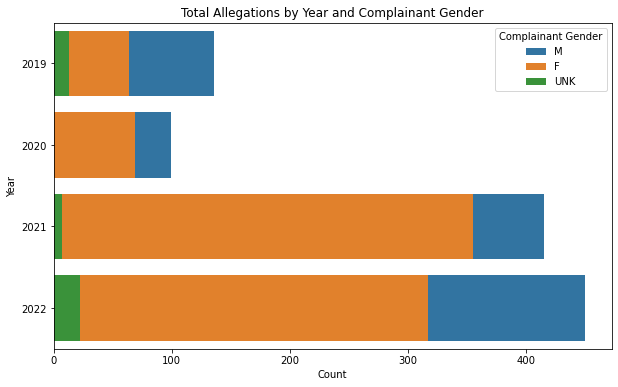 Total Allegations by Year and Complainant Gender
Complainant Gender
M
F
UNK
2019
2020
2021
2022
Year
0 100 200 300 400
Count